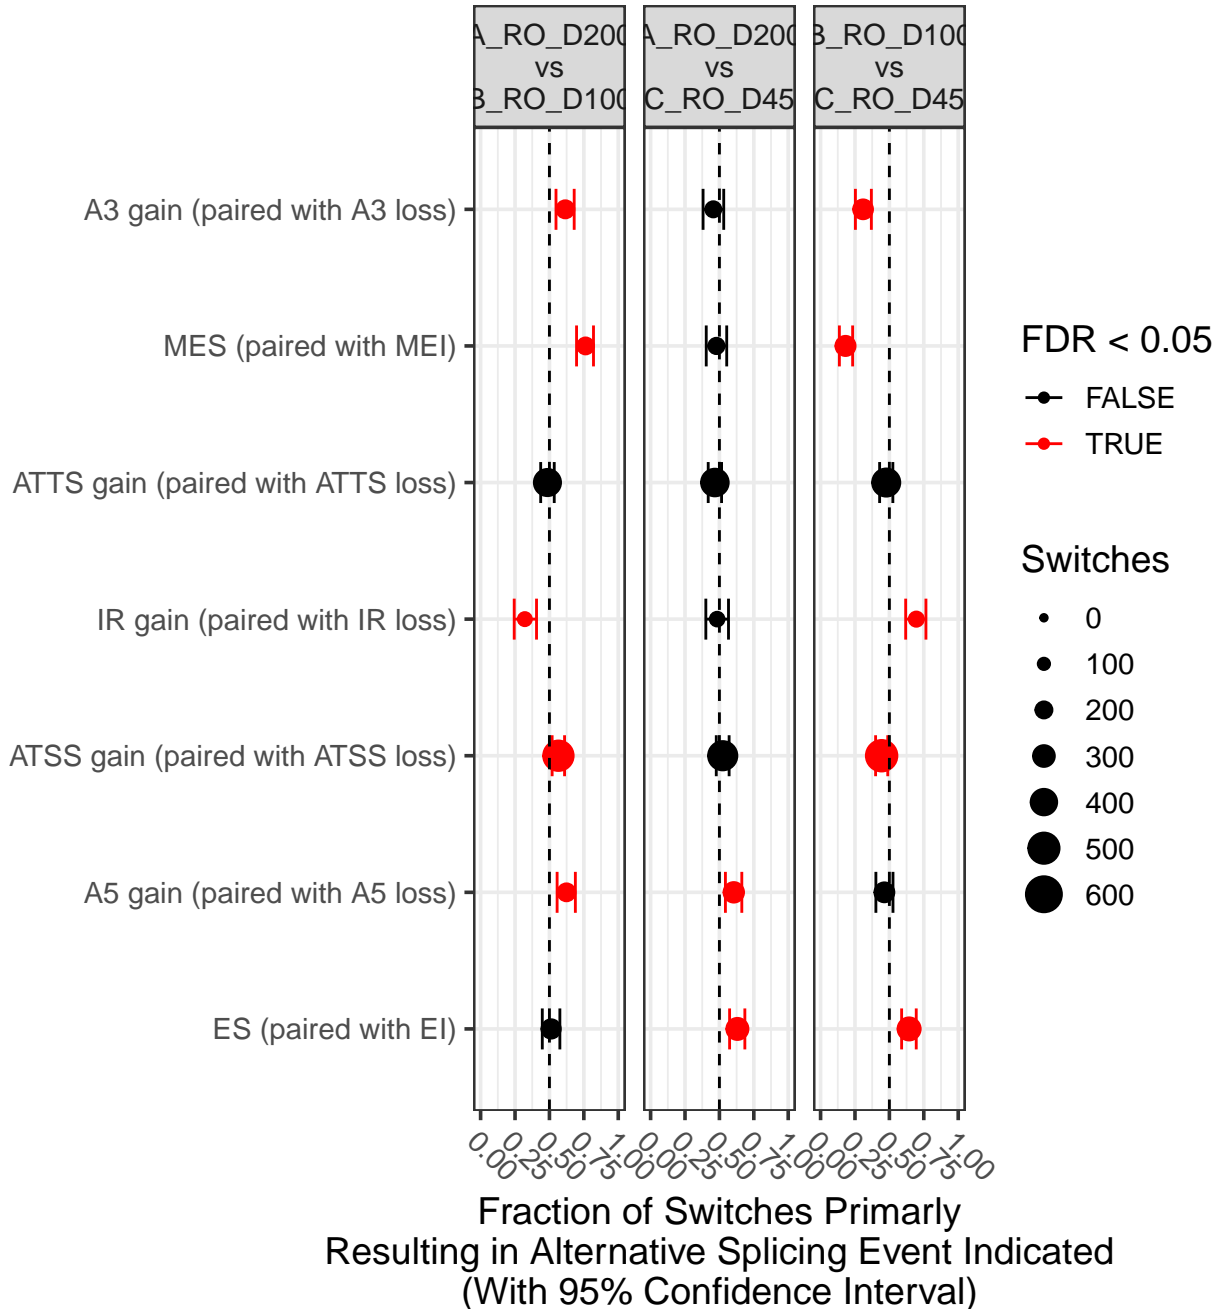 A_RO_D200
vs
B_RO_D100
A_RO_D200
vs
C_RO_D45
B_RO_D100
vs
C_RO_D45
A3 gain (paired with A3 loss)
MES (paired with MEI)
ATTS gain (paired with ATTS loss)
IR gain (paired with IR loss)
ATSS gain (paired with ATSS loss)
A5 gain (paired with A5 loss)
ES (paired with EI)
0.00
0.25
0.50
0.75
1.00
0.00
0.25
0.50
0.75
1.00
0.00
0.25
0.50
0.75
1.00
Fraction of Switches Primarly
Resulting in Alternative Splicing Event Indicated
(With 95% Confidence Interval)
FDR < 0.05
FALSE
TRUE
Switches
0
100
200
300
400
500
600